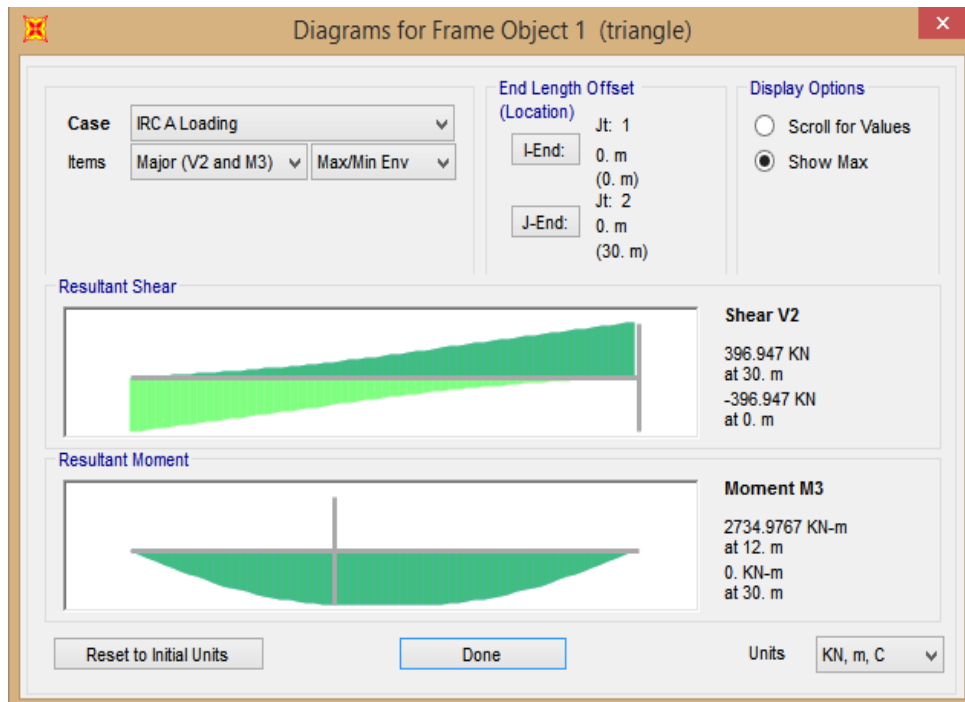 Diagrams for Frame Object 1 (triangle)
×
Case IRC A Loading
Items Major (V2 and M3) Max/Min Env
End Length Offset
(Location)
I-End: Jt: 1
0. m
(0. m)
J-End: Jt: 2
0. m
(30. m)
Display Options
Scroll for Values
Show Max
Resultant Shear
Shear V2
396.947 KN
at 30. m
-396.947 KN
at 0. m
Resultant Moment
Moment M3
2734.9767 KN-m
at 12. m
0. KN-m
at 30. m
Reset to Initial Units Done Units KN, m, C